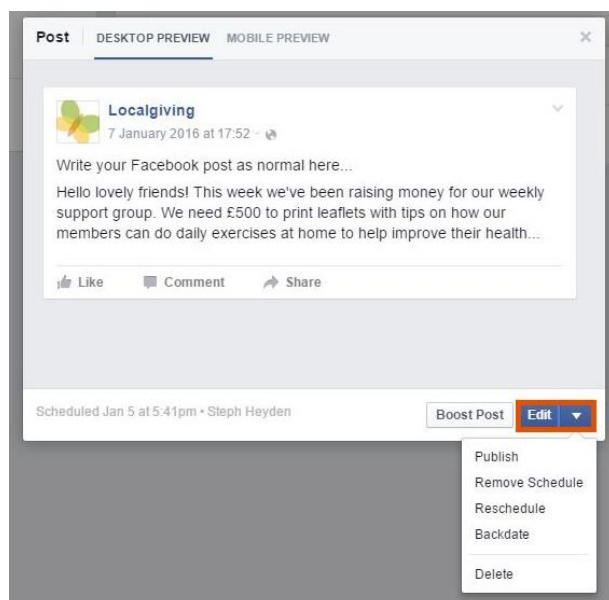 Post DESKTOP PREVIEW MOBILE PREVIEW
Localgiving
7 January 2016 at 17:52 ·
Write your Facebook post as normal here...
Hello lovely friends! This week we've been raising money for our weekly
support group. We need £500 to print leaflets with tips on how our
members can do daily exercises at home to help improve their health...
Like Comment Share
Scheduled Jan 5 at 5:41pm • Steph Heyden Boost Post Edit
Publish
Remove Schedule
Reschedule
Backdate
Delete